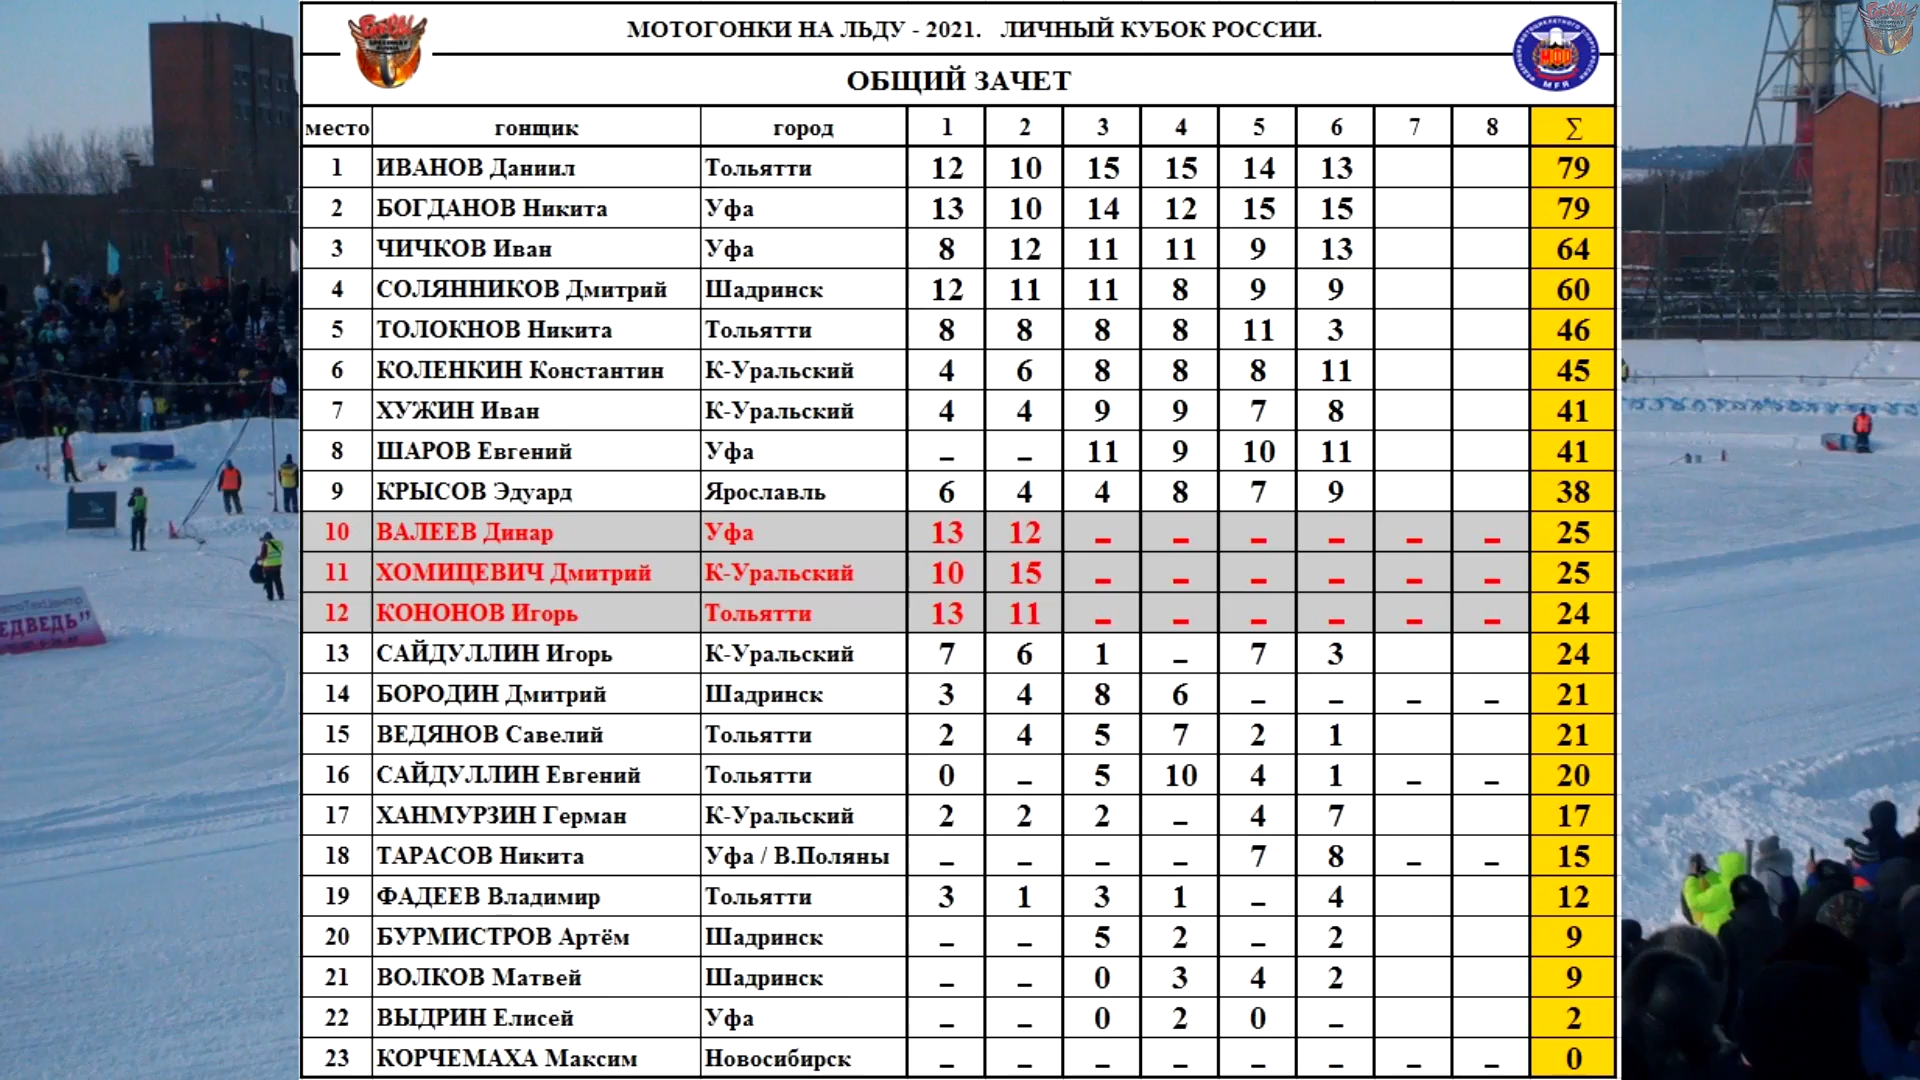 МОТОГОНКИ НА ЛЬДУ - 2021. ЛИЧНЫЙ КУБОК РОССИИ.
ОБЩИЙ ЗАЧЕТ
место гонщик город 1 2 3 4 5 6 7 8 ∑
1 ИВАНОВ Даниил Тольятти 12 10 15 15 14 13 79
2 БОГДАНОВ Никита Уфа 13 10 14 12 15 15 79
3 ЧИЧКОВ Иван Уфа 8 12 11 11 9 13 64
4 СОЛЯННИКОВ Дмитрий Шадринск 12 11 11 8 9 9 60
5 ТОЛОКНОВ Никита Тольятти 8 8 8 8 11 3 46
6 КОЛЕНКИН Константин К-Уральский 4 6 8 8 8 11 45
7 ХУЖИН Иван К-Уральский 4 4 9 9 7 8 41
8 ШАРОВ Евгений Уфа – – 11 9 10 11 41
9 КРЫСОВ Эдуард Ярославль 6 4 4 8 7 9 38
10 ВАЛЕЕВ Динар Уфа 13 12 – – – – – – 25
11 ХОМИЦЕВИЧ Дмитрий К-Уральский 10 15 – – – – – – 25
12 КОНОНОВ Игорь Тольятти 13 11 – – – – – – 24
13 САЙДУЛЛИН Игорь К-Уральский 7 6 1 – 7 3 24
14 БОРОДИН Дмитрий Шадринск 3 4 8 6 – – – – 21
15 ВЕДЯНОВ Савелий Тольятти 2 4 5 7 2 1 21
16 САЙДУЛЛИН Евгений Тольятти 0 – 5 10 4 1 – – 20
17 ХАНМУРЗИН Герман К-Уральский 2 2 2 – 4 7 17
18 ТАРАСОВ Никита Уфа / В.Поляны – – – – 7 8 – – 15
19 ФАДЕЕВ Владимир Тольятти 3 1 3 1 – 4 12
20 БУРМИСТРОВ Артём Шадринск – – 5 2 – 2 9
21 ВОЛКОВ Матвей Шадринск – – 0 3 4 2 9
22 ВЫДРИН Елисей Уфа – – 0 2 0 – 2
23 КОРЧЕМАХА Максим Новосибирск – – – – – – – – 0
МФР
MFR
ЕДВЕДЬ"